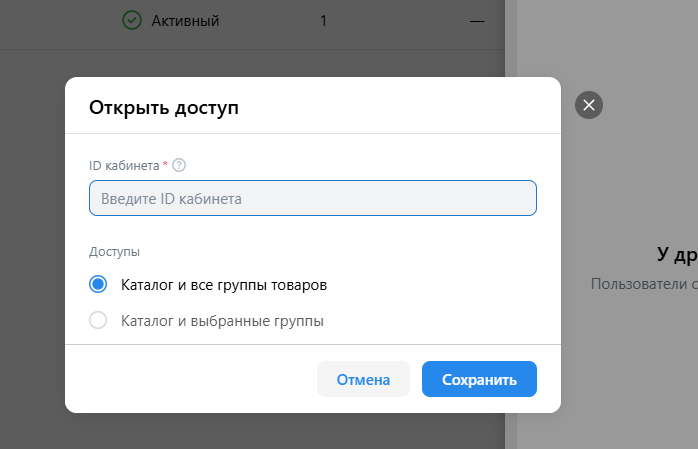 Активный 1 —
Открыть доступ
ID кабинета * ?
Введите ID кабинета
Доступы
Каталог и все группы товаров
Каталог и выбранные группы
Отмена Сохранить
У др
Пользователи с